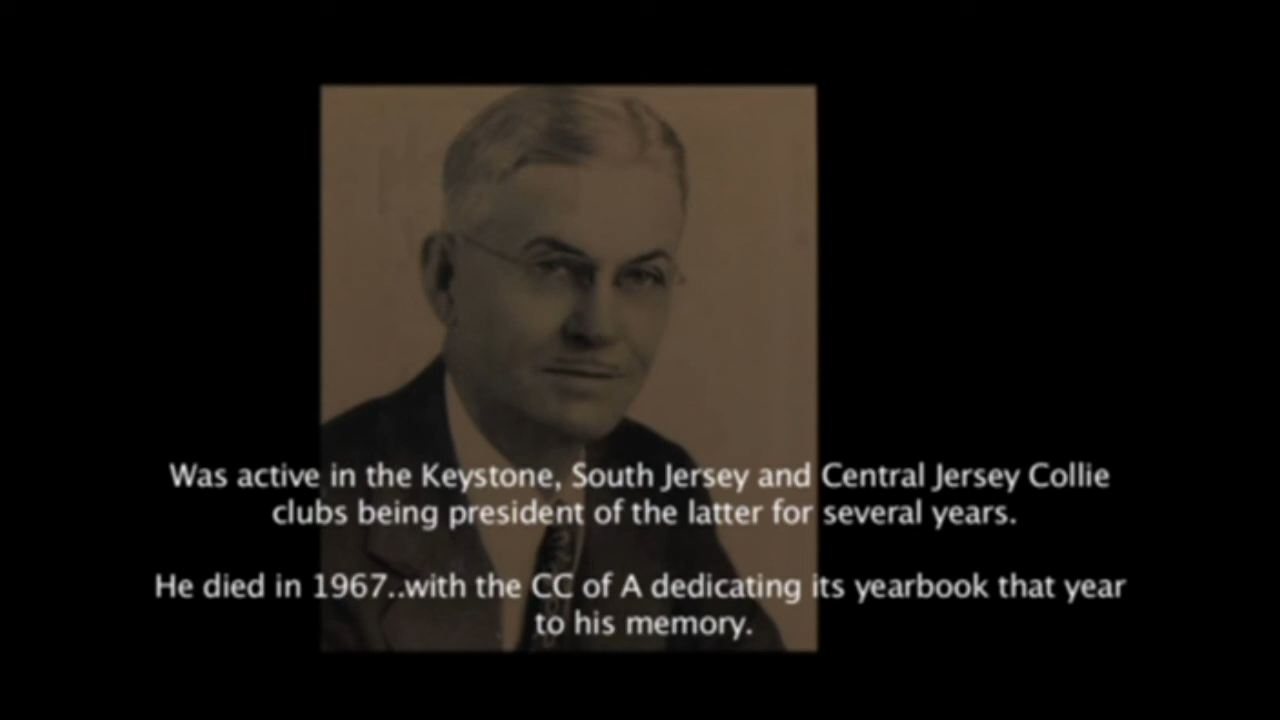 Was active in the Keystone, South Jersey and Central Jersey Collie
clubs being president of the latter for several years.
He died in 1967..with the CC of A dedicating its yearbook that year
to his memory.